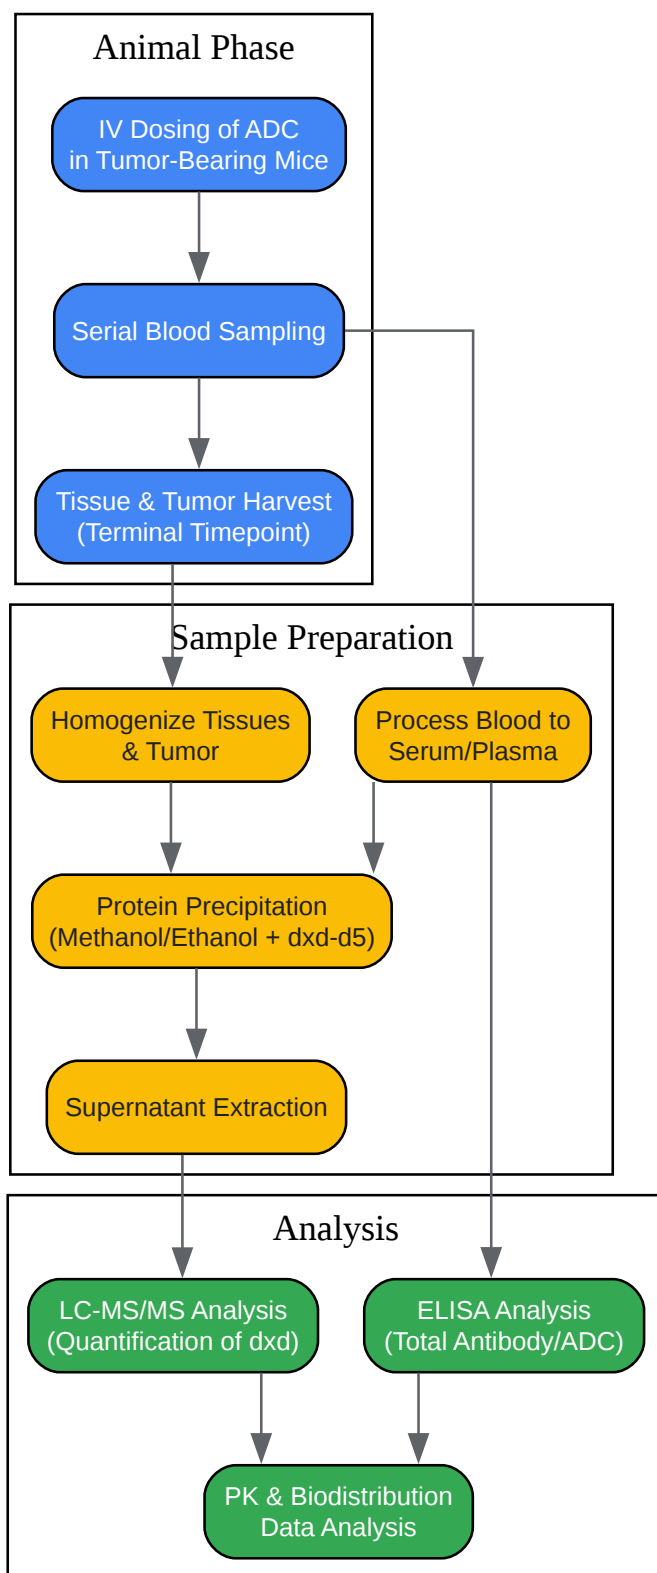 Animal Phase
IV Dosing of ADC
in Tumor-Bearing Mice
Serial Blood Sampling
Tissue & Tumor Harvest
(Terminal Timepoint)
Sample Preparation
Homogenize Tissues
& Tumor
Process Blood to
Serum/Plasma
Protein Precipitation
(Methanol/Ethanol + dxd-d5)
Supernatant Extraction
Analysis
LC-MS/MS Analysis
(Quantification of dxd)
ELISA Analysis
(Total Antibody/ADC)
PK & Biodistribution
Data Analysis